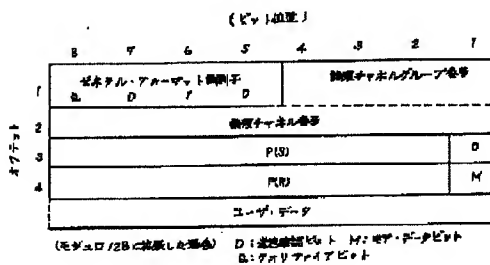 (ビット位置)
8 7 6 5 4 3 2 1
ゼネラル・フォーマット識別子 論理チャネルグループ番号
1 Q D 1 0
2 論理チャネル番号
オクテット
3 P(S) 0
4 P(R) M
ユーザ・データ
(モジュロ128に拡張した場合) D:送達確認ビット M:モア・データビット
Q:クォリファイアビット